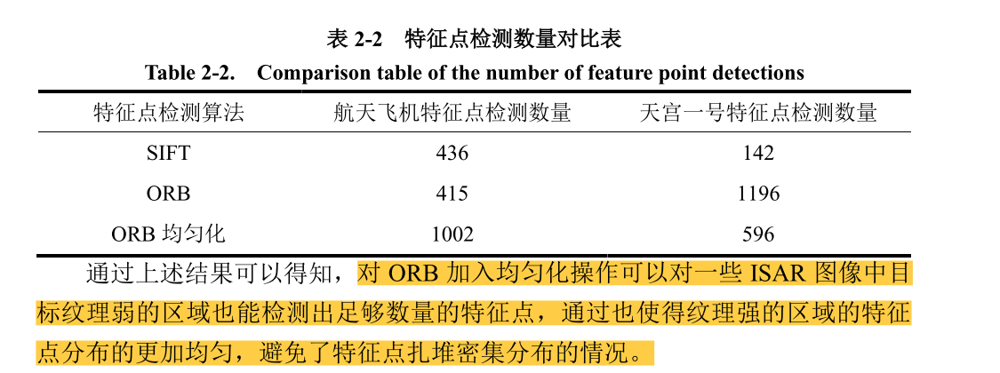 表 2-2 特征点检测数量对比表
Table 2-2. Comparison table of the number of feature point detections
特征点检测算法 航天飞机特征点检测数量 天宫一号特征点检测数量
SIFT 436 142
ORB 415 1196
ORB 均匀化 1002 596
通过上述结果可以得知，对 ORB 加入均匀化操作可以对一些 ISAR 图像中目
标纹理弱的区域也能检测出足够数量的特征点，通过也使得纹理强的区域的特征
点分布的更加均匀，避免了特征点扎堆密集分布的情况。